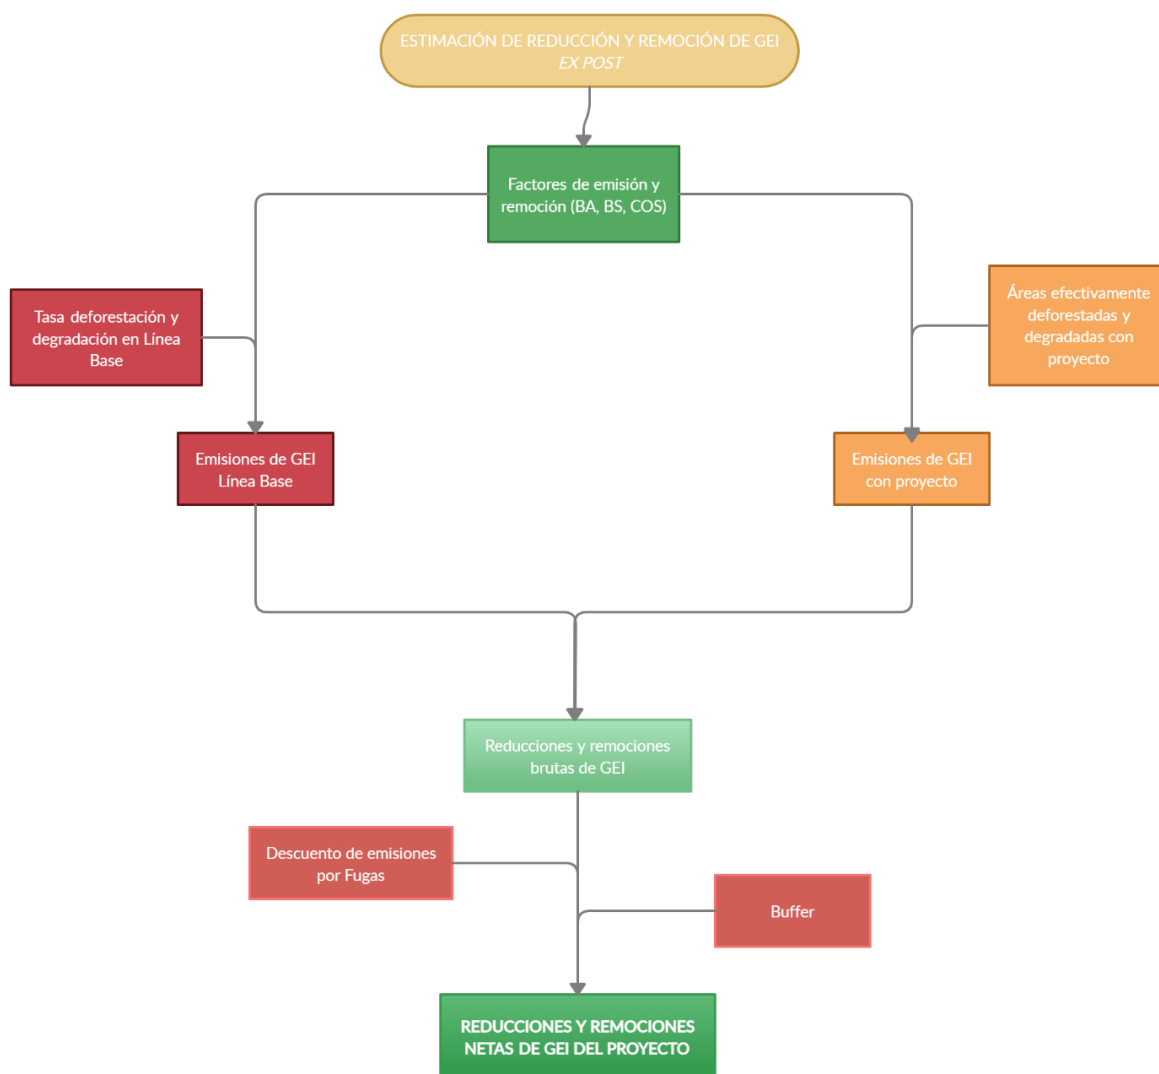 ESTIMACIÓN DE REDUCCIÓN Y REMOCIÓN DE GEI
EX POST
Factores de emisión y
remoción (BA, BS, COS)
Tasa deforestación y
degradación en Línea
Base
Áreas efectivamente
deforestadas y
degradadas con
proyecto
Emisiones de GEI
Línea Base
Emisiones de GEI
con proyecto
Reducciones y remociones
brutas de GEI
Descuento de emisiones
por Fugas
Buffer
REDUCCIONES Y REMOCIONES
NETAS DE GEI DEL PROYECTO